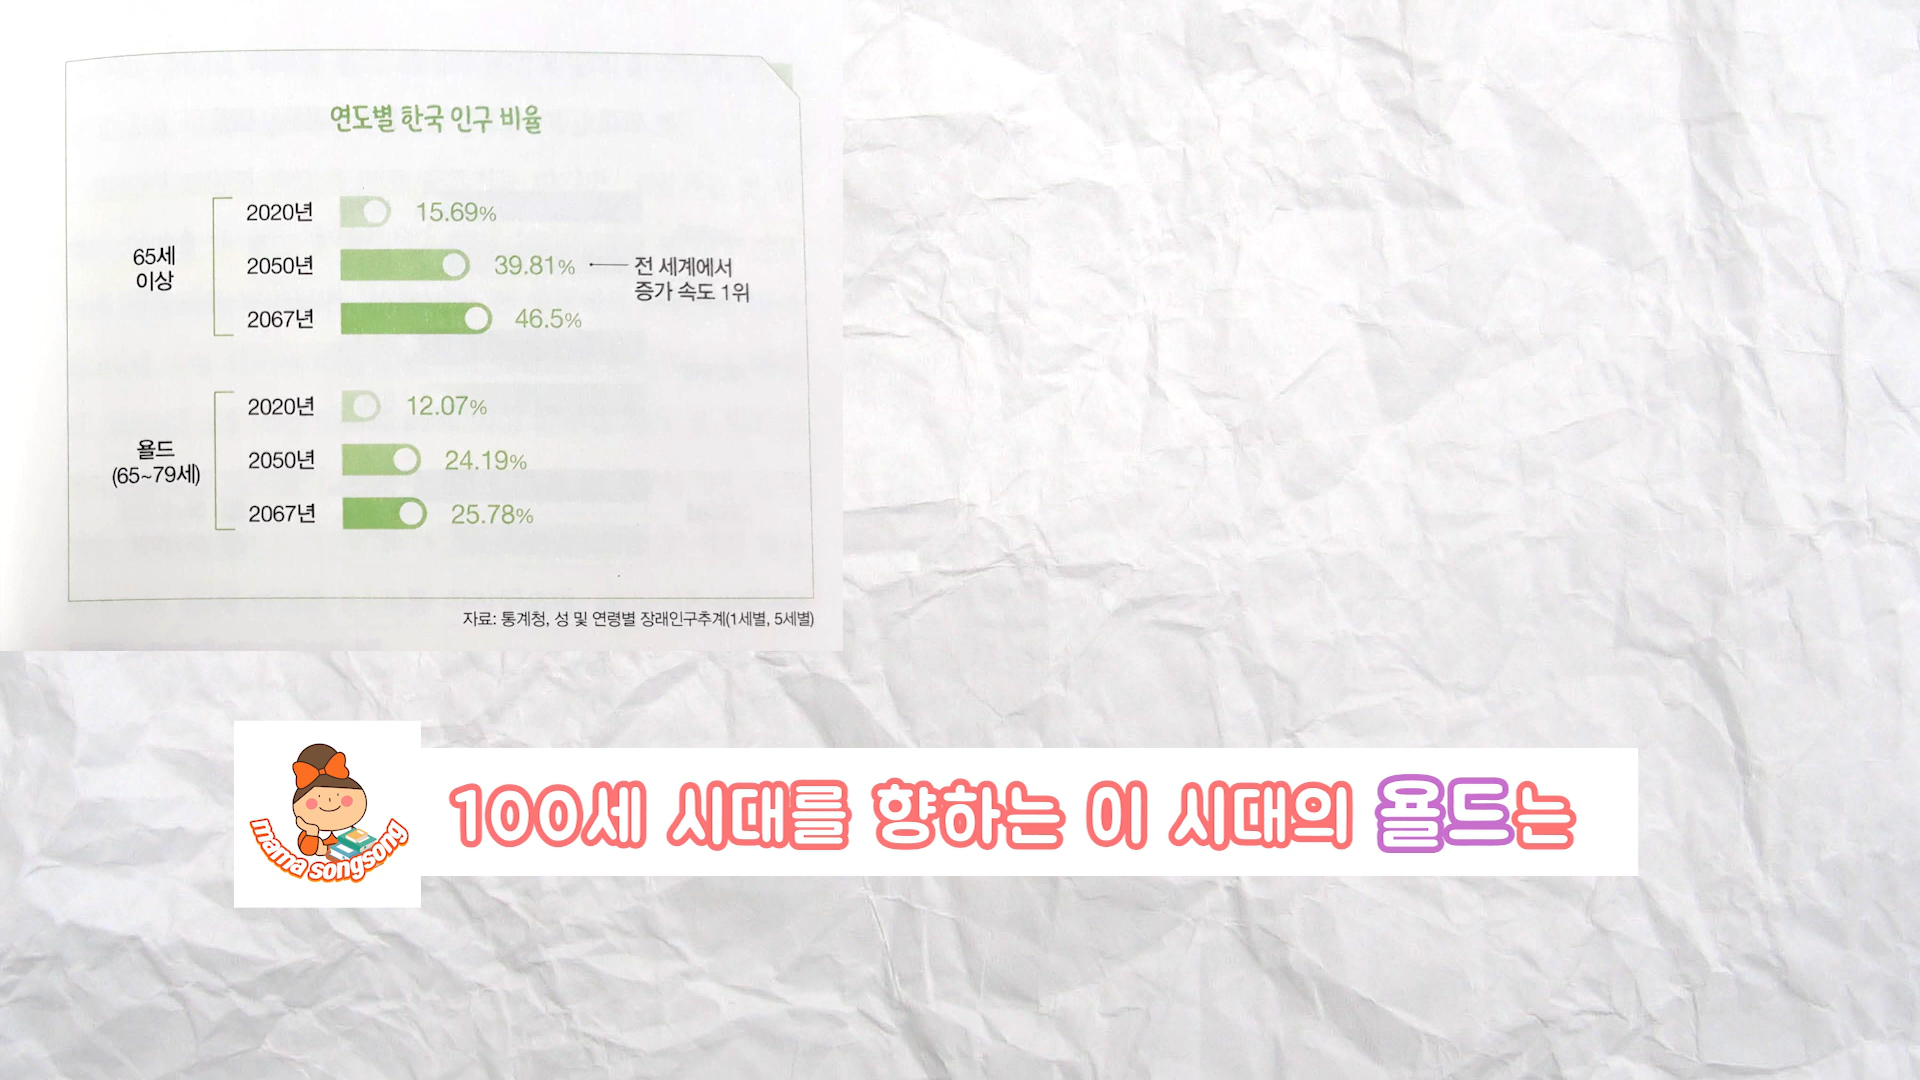 연도별 한국 인구 비율
65세
이상
2020년 15.69%
2050년 39.81%
전 세계에서
증가 속도 1위
2067년 46.5%
욜드
(65~79세)
2020년 12.07%
2050년 24.19%
2067년 25.78%
자료: 통계청, 성 및 연령별 장래인구추계(1세별, 5세별)
mama songsong
100세 시대를 향하는 이 시대의 욜드는